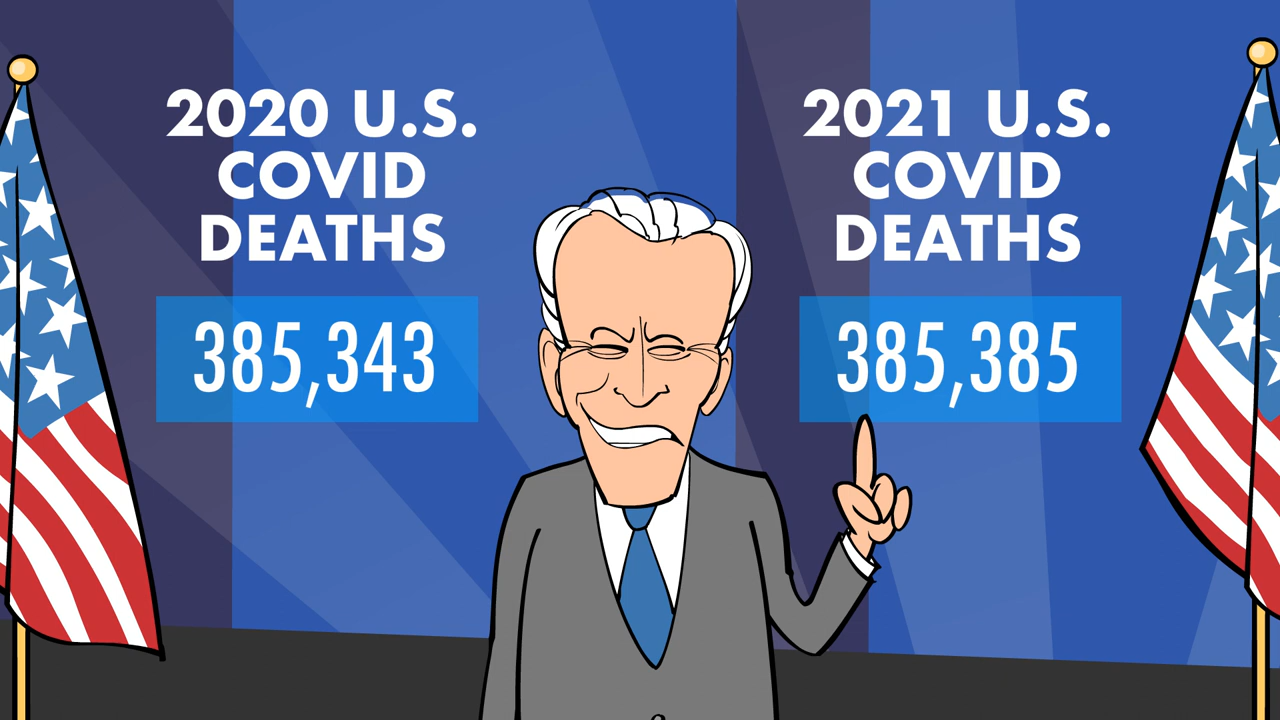 2020 U.S.
COVID
DEATHS
385,343
2021 U.S.
COVID
DEATHS
385,385